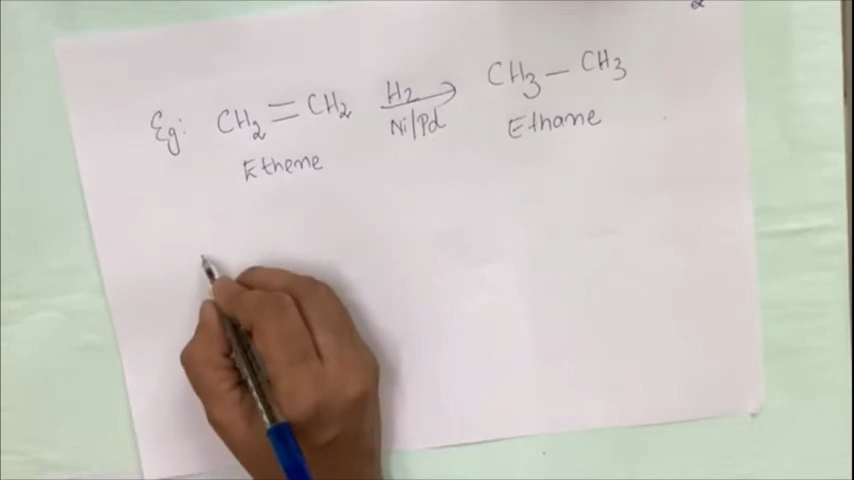 Eg: CH₂=CH₂ H₂ Ni/Pd → CH₃–CH₃
Ethene Ethane